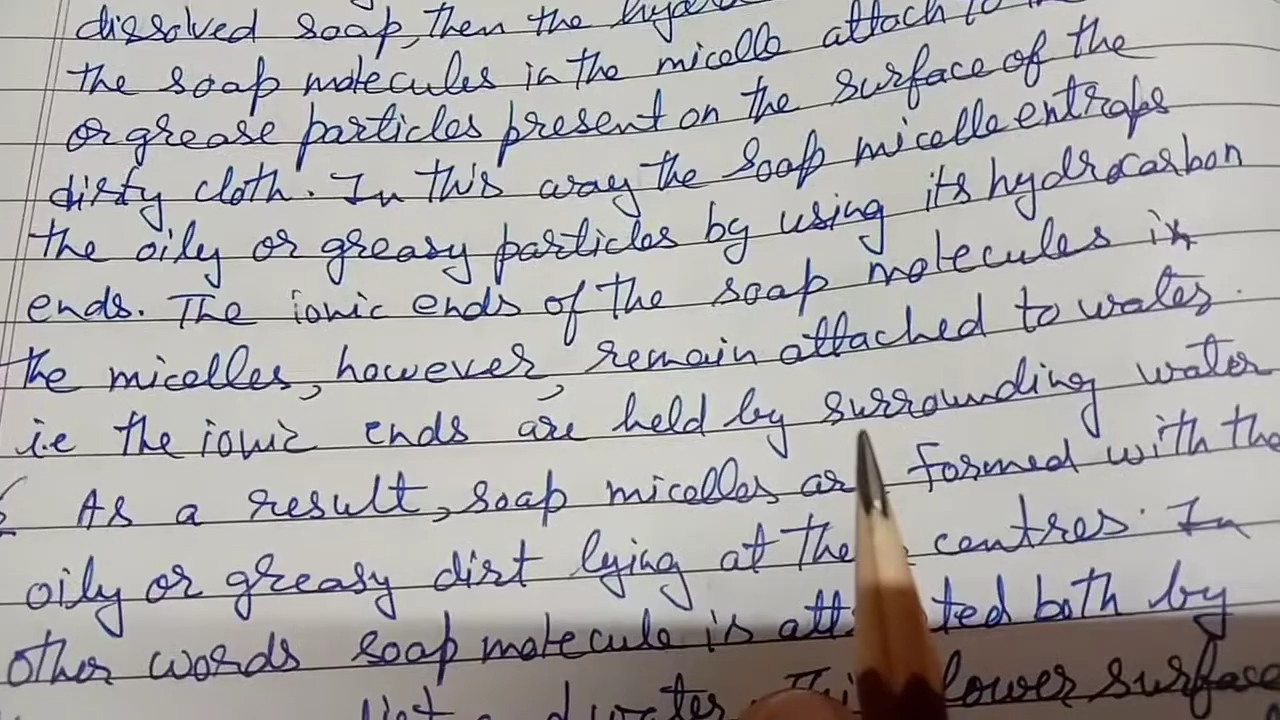 dissolved soap, then the
the soap molecules in the micelle attach to
or grease particles present on the surface of the
dirty cloth. In this way the soap micelle entraps
the oily or greasy particles by using its hydrocarbon
ends. The ionic ends of the soap molecules in
the micelles, however, remain attached to water.
i.e the ionic ends are held by surrounding water
As a result, soap micelles are formed with the
oily or greasy dirt lying at the centres. In
other words soap molecule is attracted both by
water. This lower surface